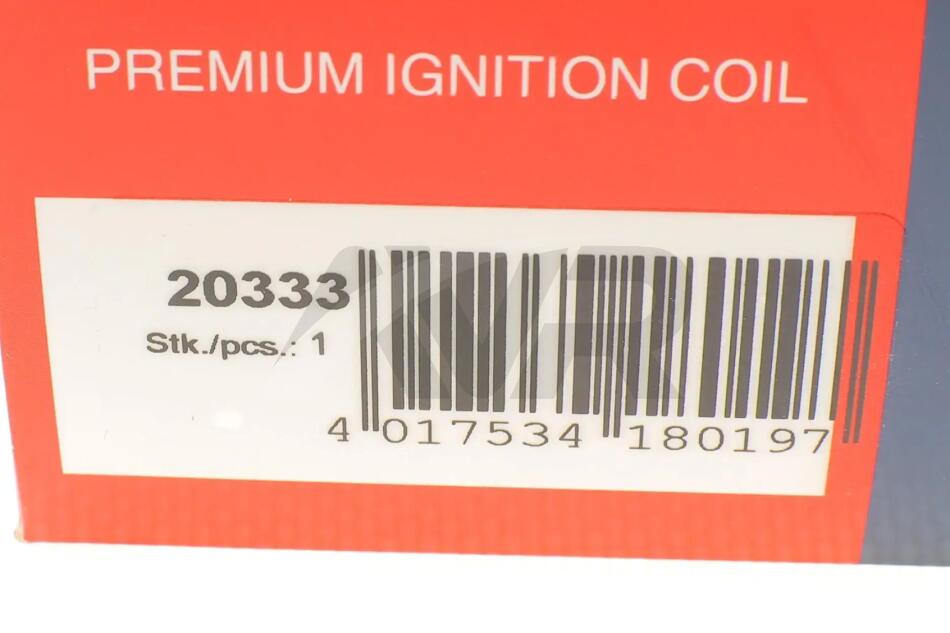 PREMIUM IGNITION COIL
20333
Stk./pcs.: 1
4 017534 180197